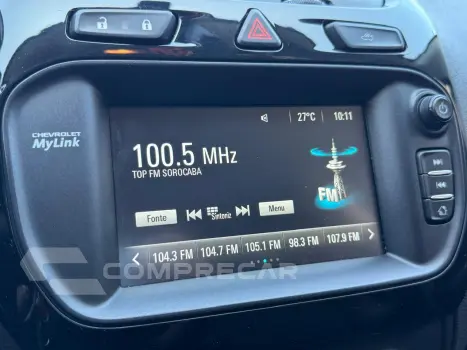 CHEVROLET
MyLink
27°C 10:11
100.5 MHz
TOP FM SOROCABA
FM
Fonte Sintoniz Menu
104.3 FM 104.7 FM 105.1 FM 98.3 FM 107.9 FM
COMPRECAR